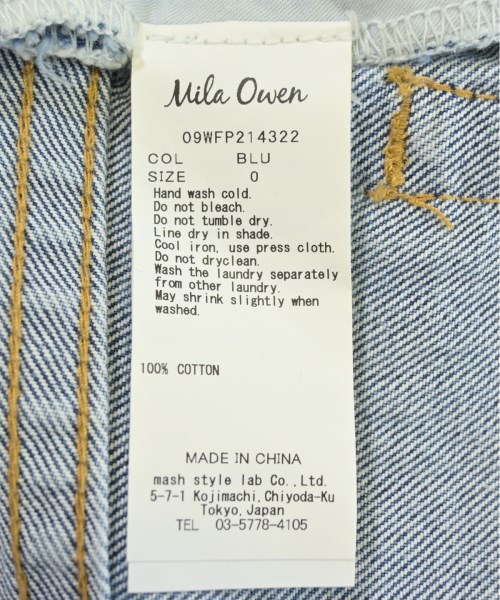 Mila Owen
09WFP214322
COL BLU
SIZE 0
Hand wash cold.
Do not bleach.
Do not tumble dry.
Line dry in shade.
Cool iron, use press cloth.
Do not dryclean.
Wash the laundry separately
from other laundry.
May shrink slightly when
washed.
100% COTTON
MADE IN CHINA
mash style lab Co.,Ltd.
5-7-1 Kojimachi,Chiyoda-Ku
Tokyo,Japan
TEL 03-5778-4105